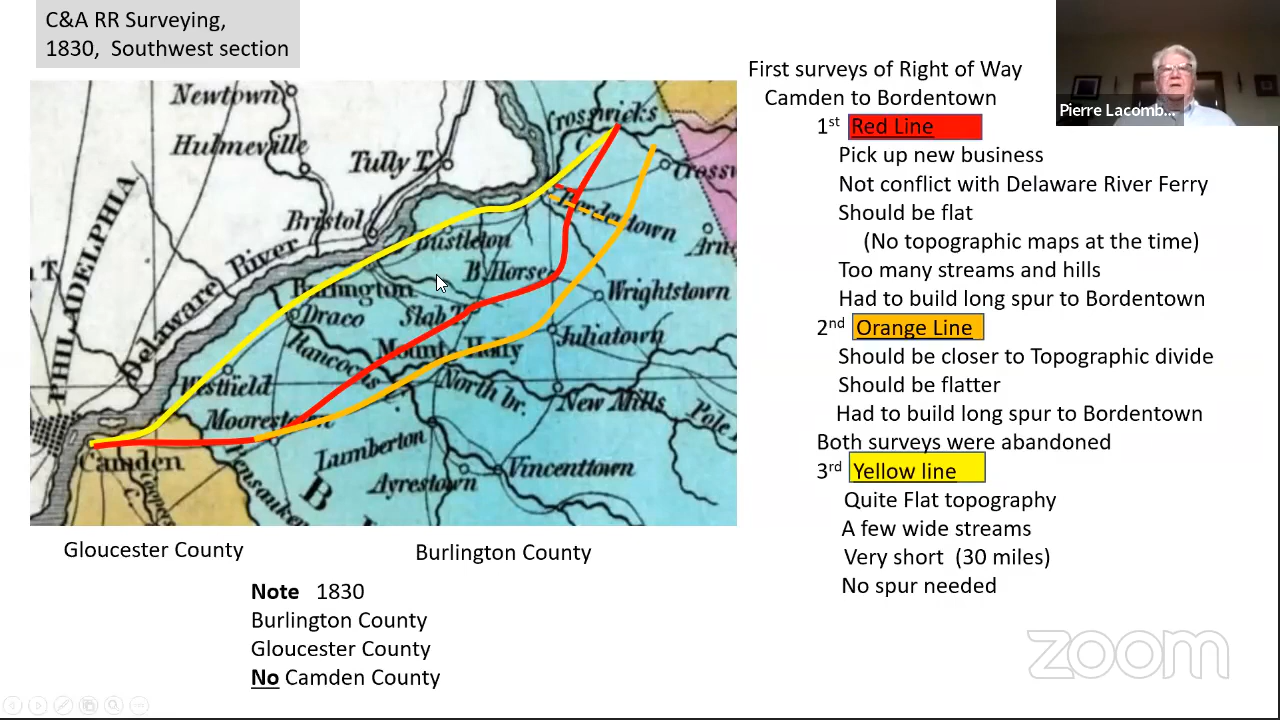 C&A RR Surveying,
1830, Southwest section
Newtown
Hulmeville
Tully T.
Bristol
PHILADELPHIA
Delaware River
Crosswicks
C
Bordentown
Bustleton
B. Horse
Wrightstown
Burlington
Draco
Slab T.
Juliatown
Rancocus
Mount Holly
Westfield
North br.
New Mills
Moorestown
Pole
Lumberton
Vincenttown
Ayrestown
Camden
Coopers
C.
Pensauken
B
T.
Gloucester County
Burlington County
Note 1830
Burlington County
Gloucester County
No Camden County
Pierre Lacomb...
First surveys of Right of Way
Camden to Bordentown
1st Red Line
Pick up new business
Not conflict with Delaware River Ferry
Should be flat
(No topographic maps at the time)
Too many streams and hills
Had to build long spur to Bordentown
2nd Orange Line
Should be closer to Topographic divide
Should be flatter
Had to build long spur to Bordentown
Both surveys were abandoned
3rd Yellow line
Quite Flat topography
A few wide streams
Very short (30 miles)
No spur needed
zoom